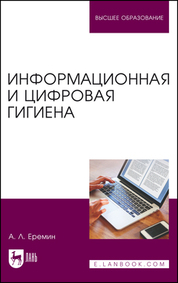 ВЫСШЕЕ ОБРАЗОВАНИЕ
ИНФОРМАЦИОННАЯ
И ЦИФРОВАЯ
ГИГИЕНА
А. Л. Еремин
ЛАНЬ
E.LANBOOK.COM